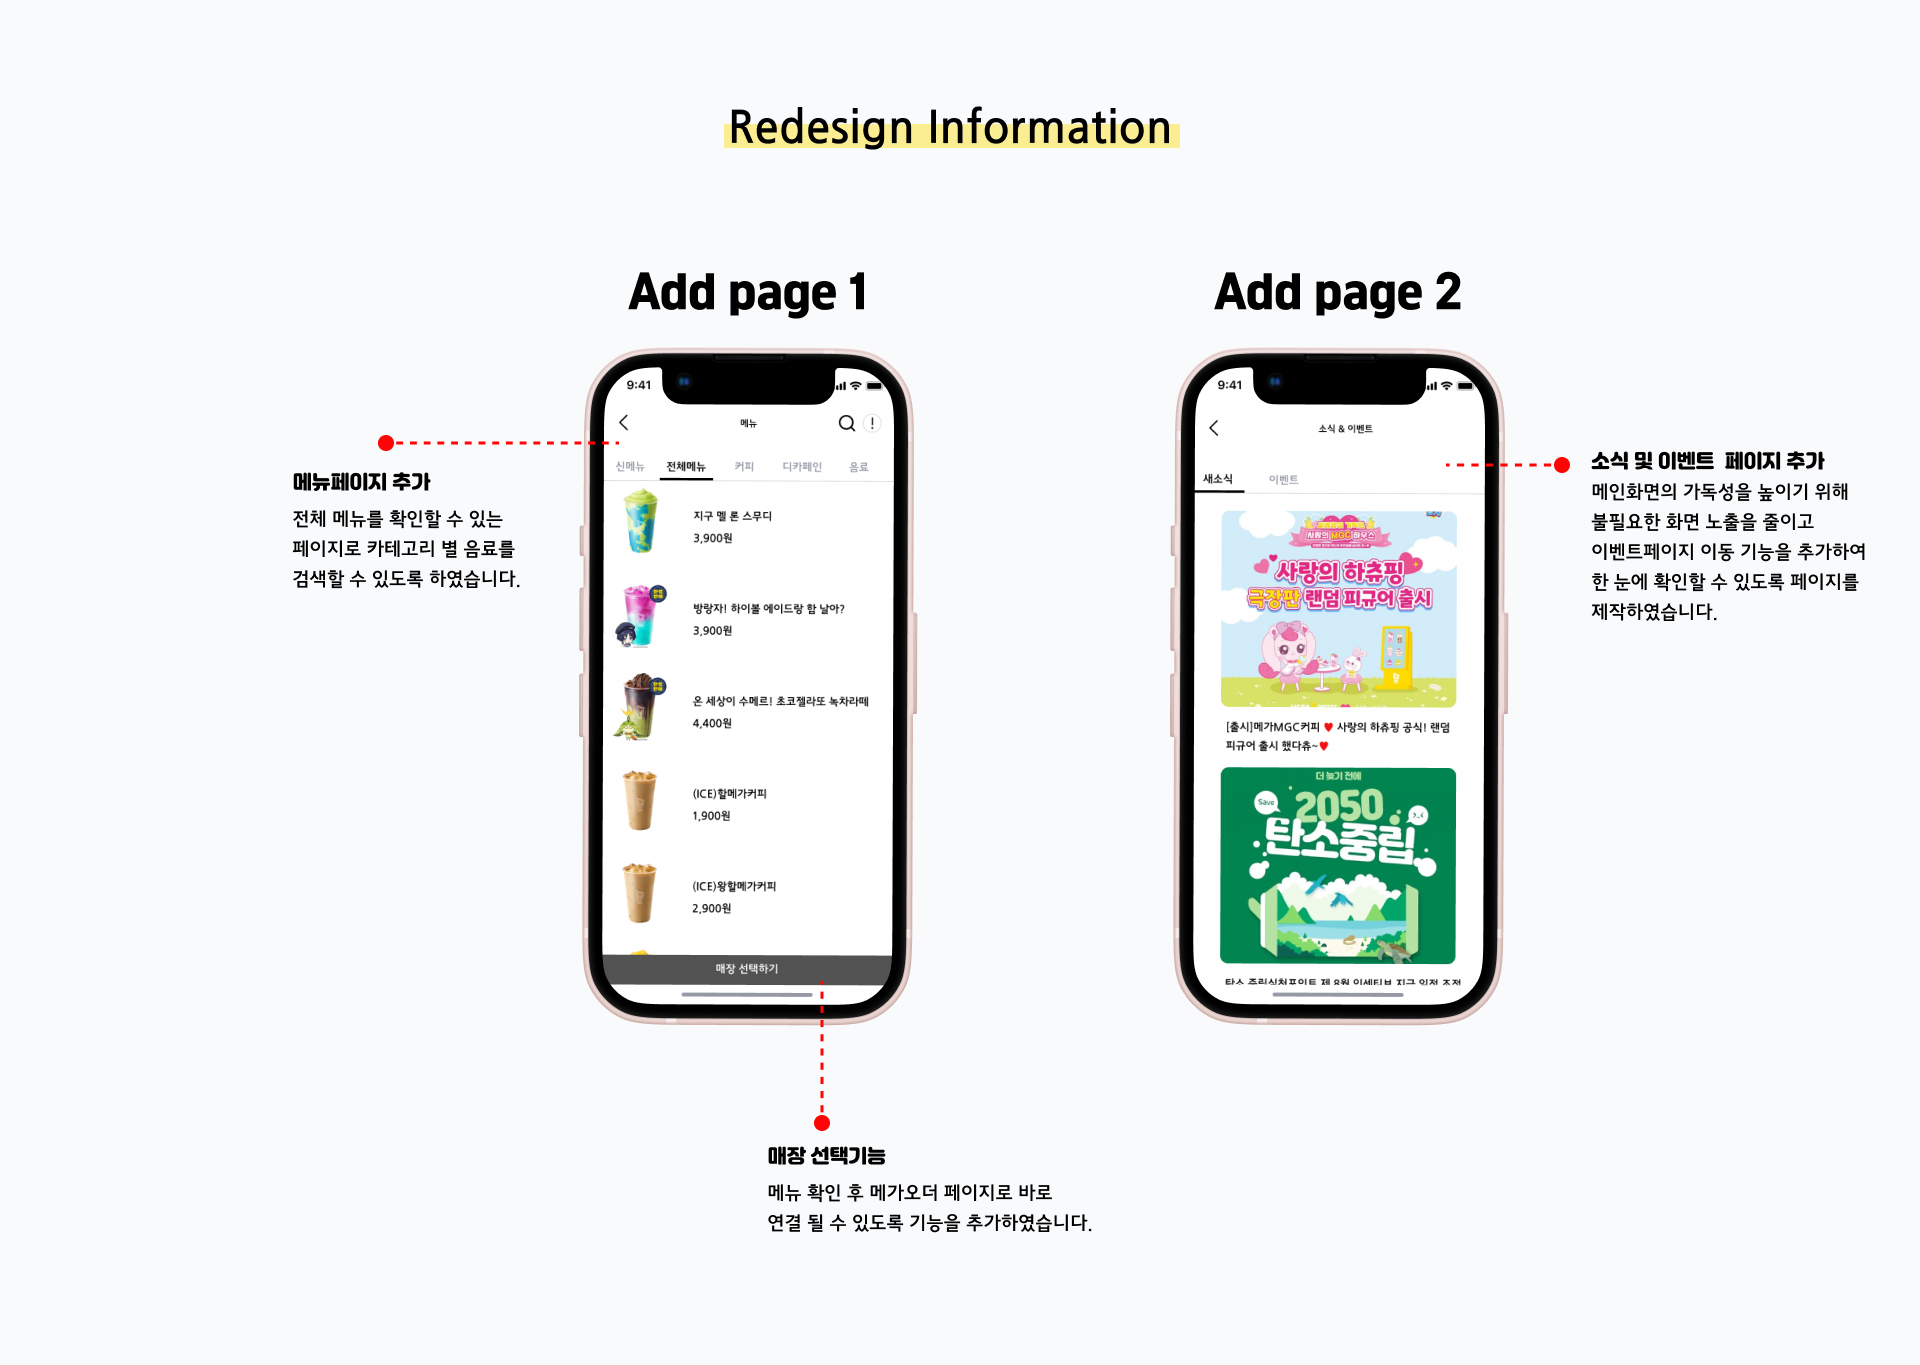 Redesign Information
Add page 1
Add page 2
9:41
메뉴
신메뉴 전체메뉴 커피 디카페인 음료
지구 멜 론 스무디
3,900원
방랑자! 하이볼 에이드랑 함 날아?
3,900원
온 세상이 수메르! 초코젤라또 녹차라떼
4,400원
(ICE)할메가커피
1,900원
(ICE)왕할메가커피
2,900원
매장 선택하기
메뉴페이지 추가
전체 메뉴를 확인할 수 있는
페이지로 카테고리 별 음료를
검색할 수 있도록 하였습니다.
매장 선택기능
메뉴 확인 후 메가오더 페이지로 바로
연결 될 수 있도록 기능을 추가하였습니다.
9:41
소식 & 이벤트
새소식 이벤트
사랑의 MGC 하우스
사랑의 하츄핑
극장판 랜덤 피규어 출시
[출시]메가MGC커피 ♥ 사랑의 하츄핑 공식! 랜덤
피규어 출시 했다츄~♥
더 늦기 전에
Save
2050
탄소중립
소식 및 이벤트 페이지 추가
메인화면의 가독성을 높이기 위해
불필요한 화면 노출을 줄이고
이벤트페이지 이동 기능을 추가하여
한 눈에 확인할 수 있도록 페이지를
제작하였습니다.